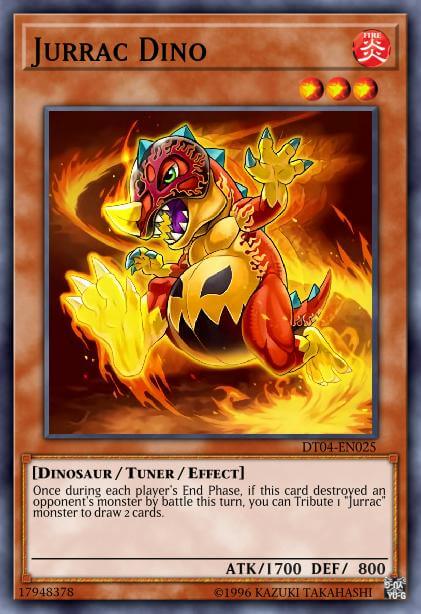 JURRAC DINO
FIRE
炎
DT04-EN025
[DINOSAUR / TUNER / EFFECT]
Once during each player's End Phase, if this card destroyed an
opponent's monster by battle this turn, you can Tribute 1 "Jurrac"
monster to draw 2 cards.
ATK/1700 DEF/ 800
17948378
©1996 KAZUKI TAKAHASHI